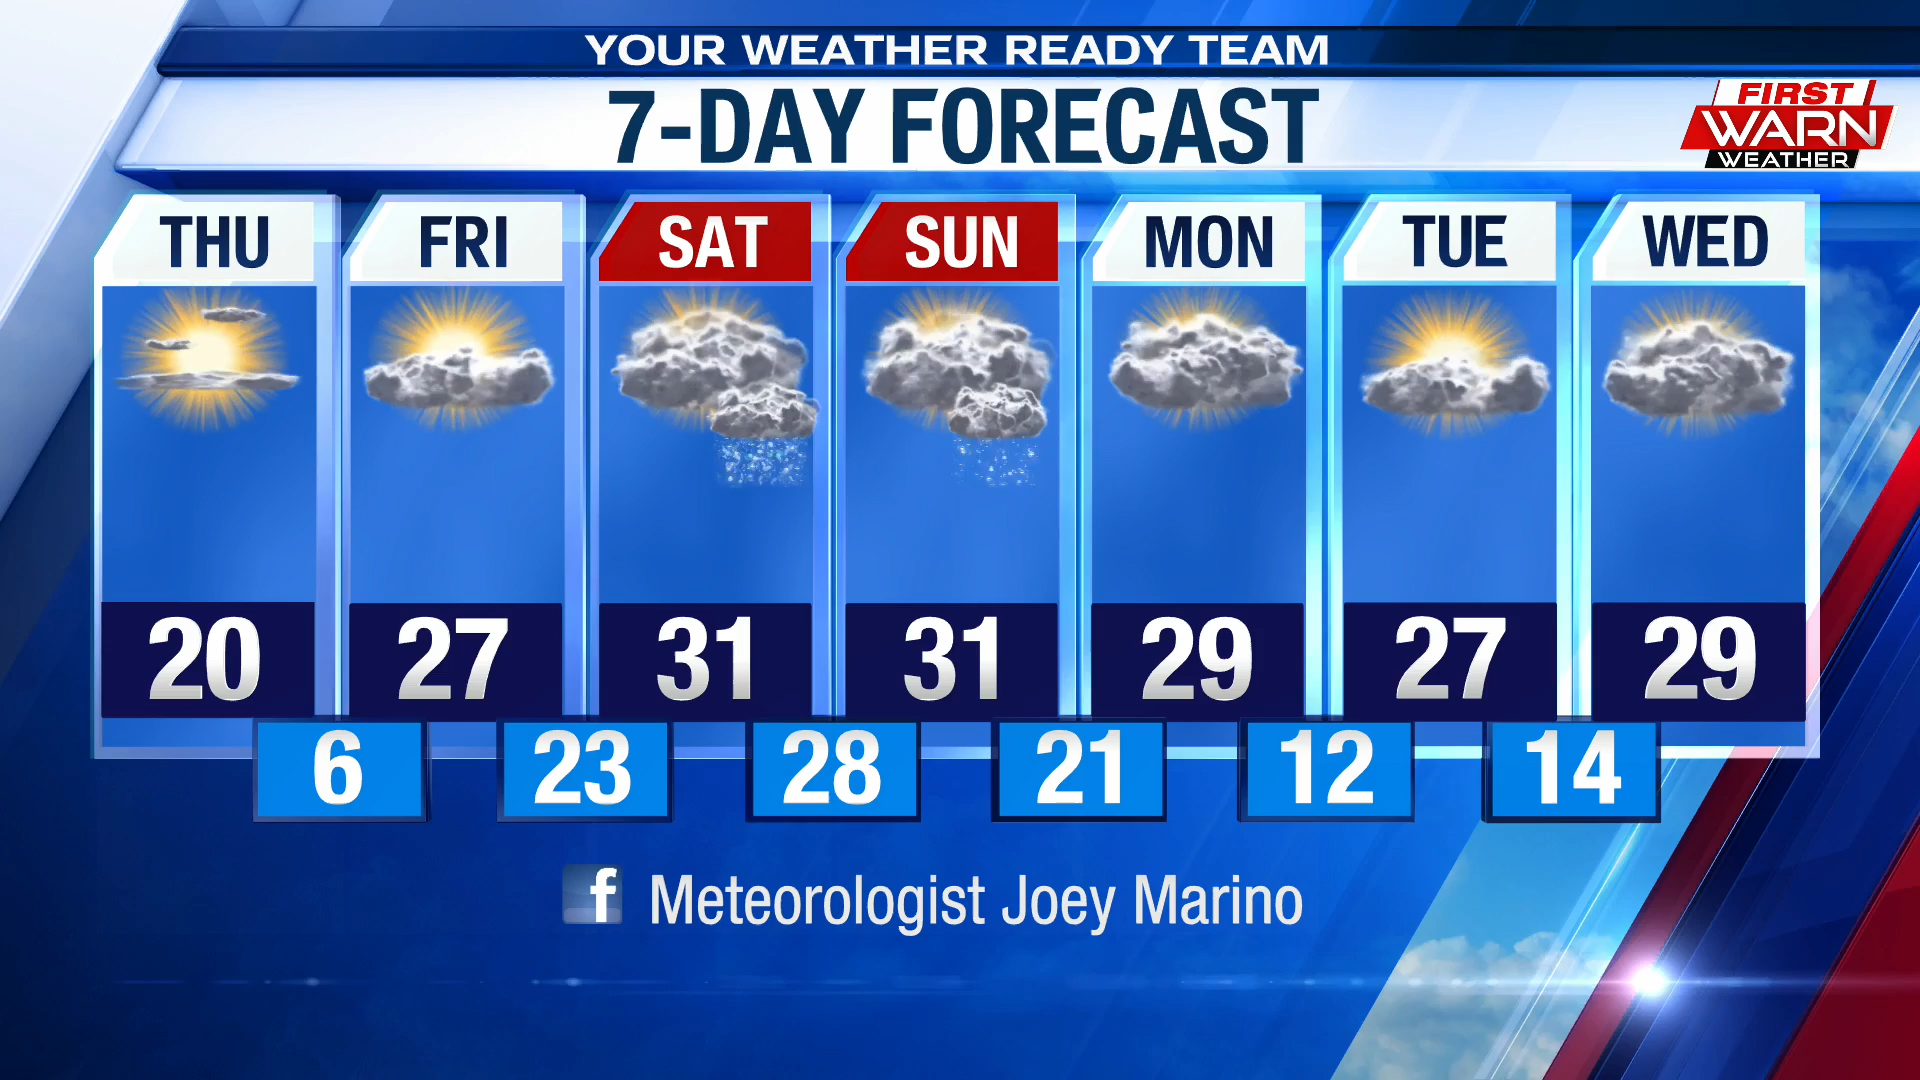 YOUR WEATHER READY TEAM
7-DAY FORECAST
FIRST
WARN
WEATHER
THU FRI SAT SUN MON TUE WED
20 27 31 31 29 27 29
6 23 28 21 12 14
f Meteorologist Joey Marino